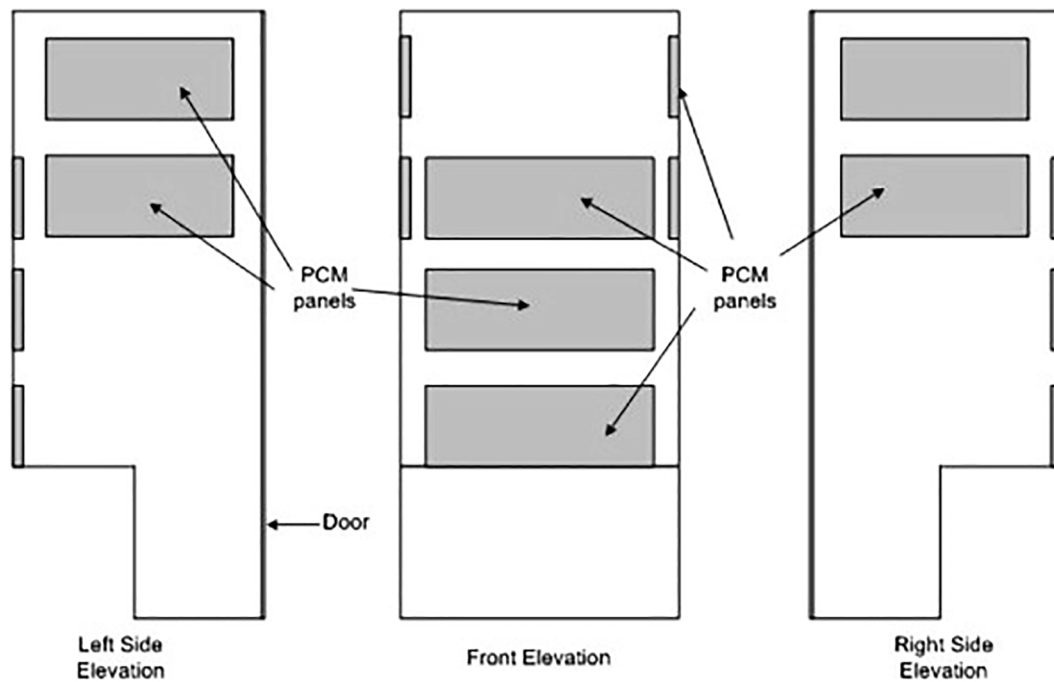 PCM
panels
PCM
panels
Door
Left Side
Elevation
Front Elevation
Right Side
Elevation